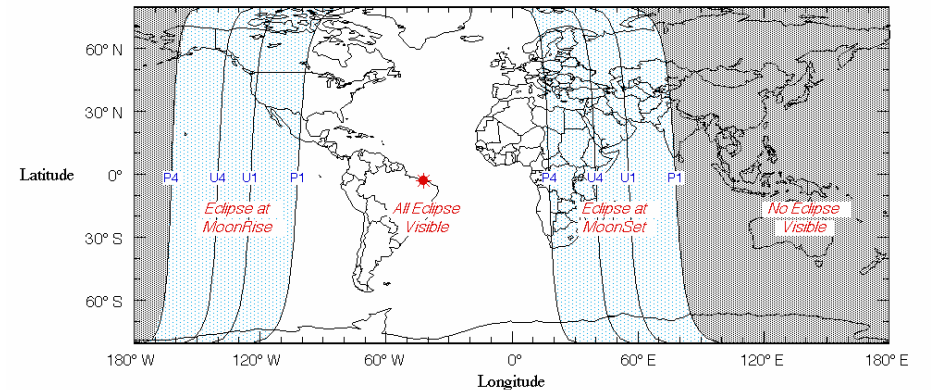 60° N
30° N
Latitude
0°
P4 U4 U1 P1 P4 U4 U1 P1
Eclipse at All Eclipse Eclipse at No Eclipse
MoonRise Visible MoonSet Visible
30° S
60° S
180° W 120° W 60° W 0° 60° E 120° E 180° E
Longitude